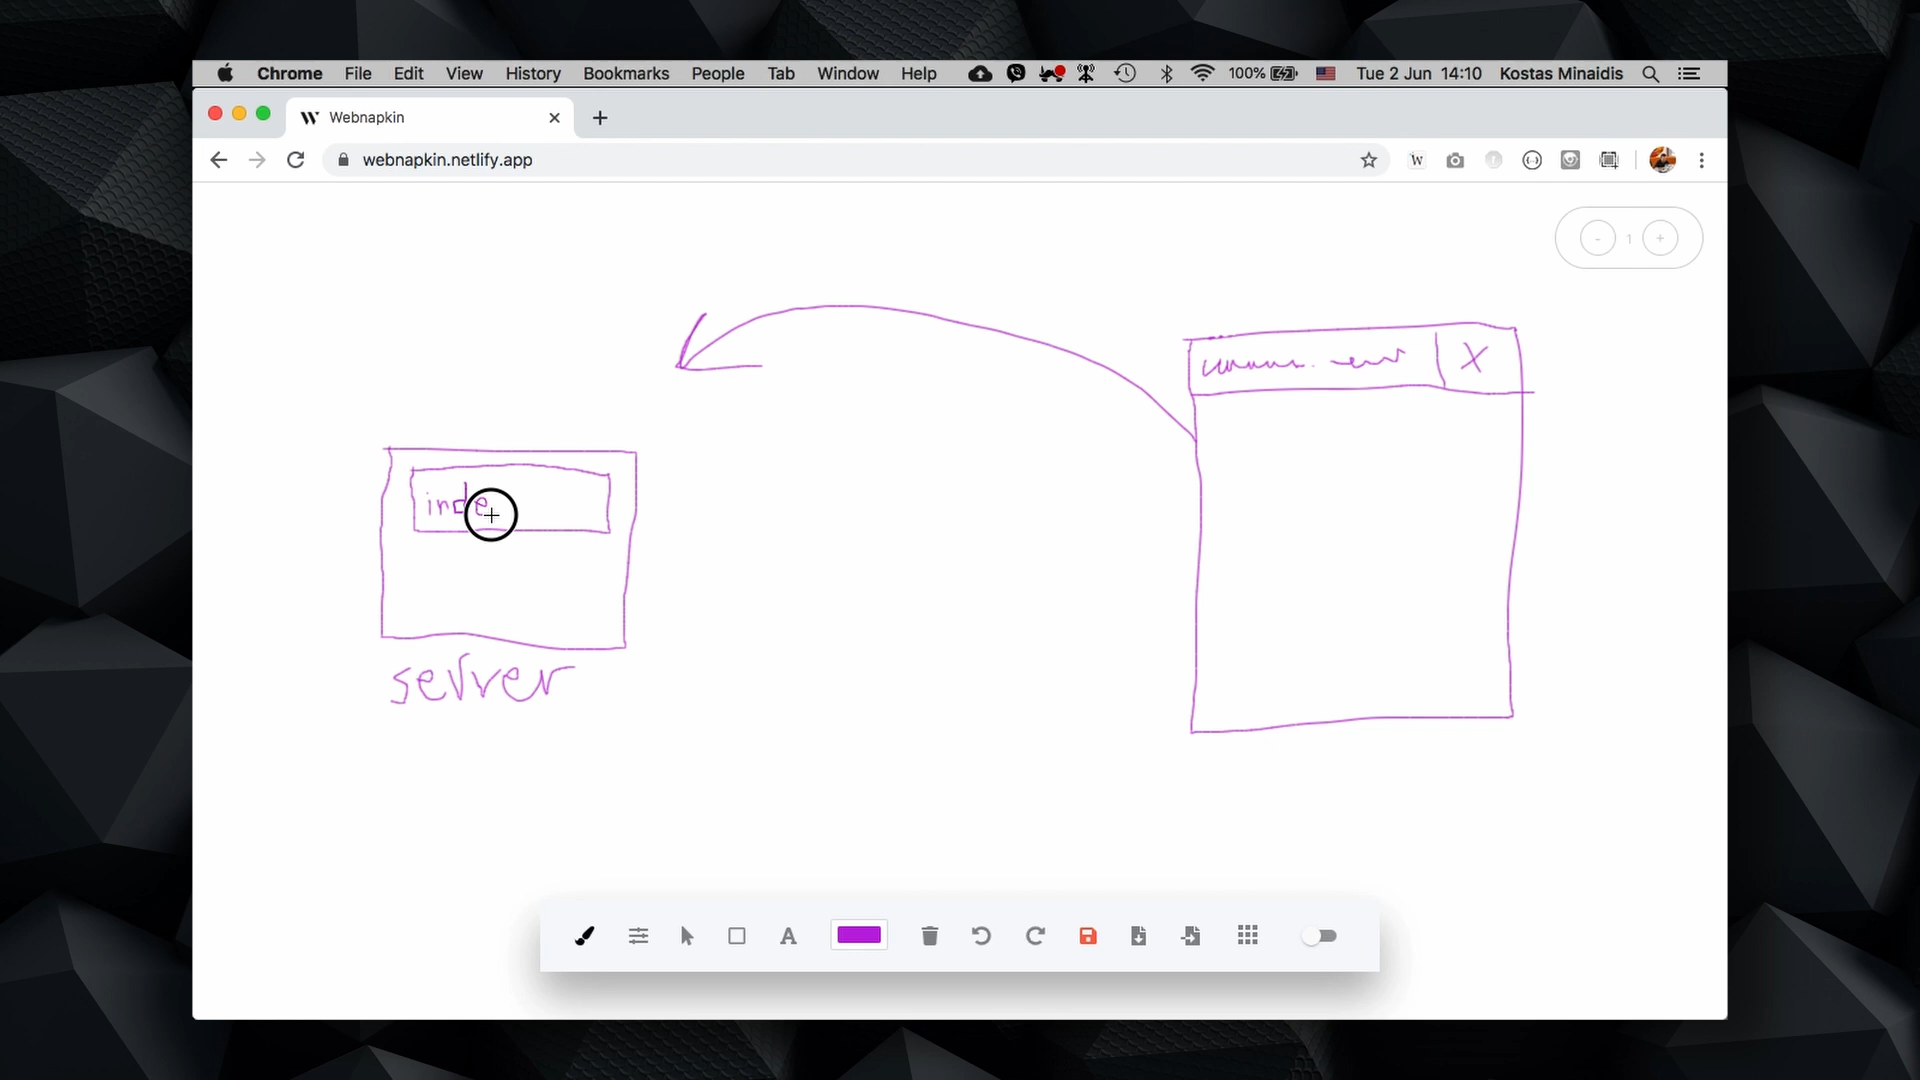 Chrome File Edit View History Bookmarks People Tab Window Help 100% Tue 2 Jun 14:10 Kostas Minaidis
Webnapkin
webnapkin.netlify.app
- 1 +
X
inde
server